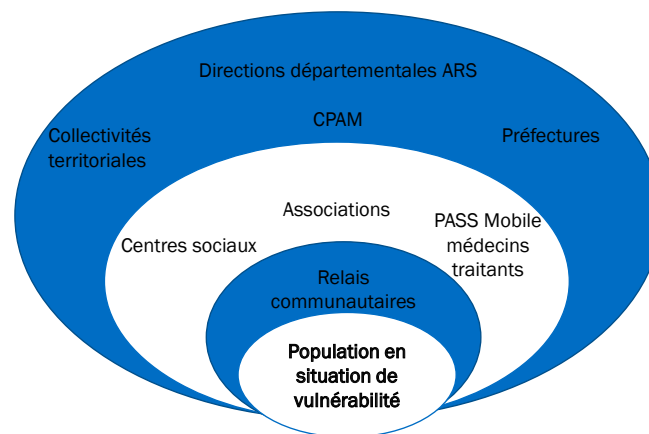 Directions départementales ARS
CPAM
Collectivités
territoriales
Préfectures
Associations
Centres sociaux
PASS Mobile
médecins
traitants
Relais
communautaires
Population en
situation de
vulnérabilité